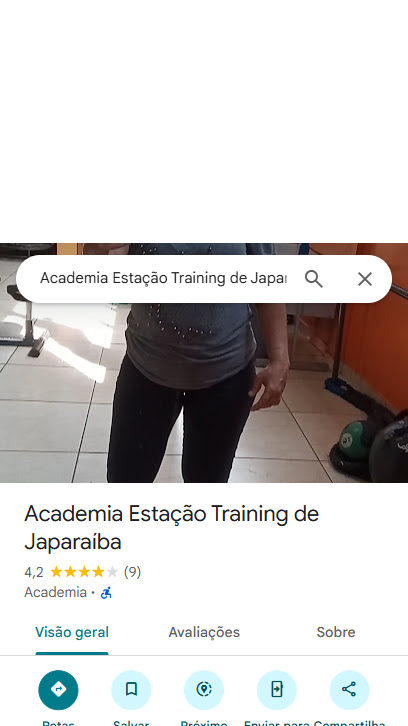 Academia Estação Training de Japar
Academia Estação Training de
Japaraíba
4,2 (9)
Academia •
Visão geral Avaliações Sobre
Rotas Salvar Próximo Enviar para Compartilha